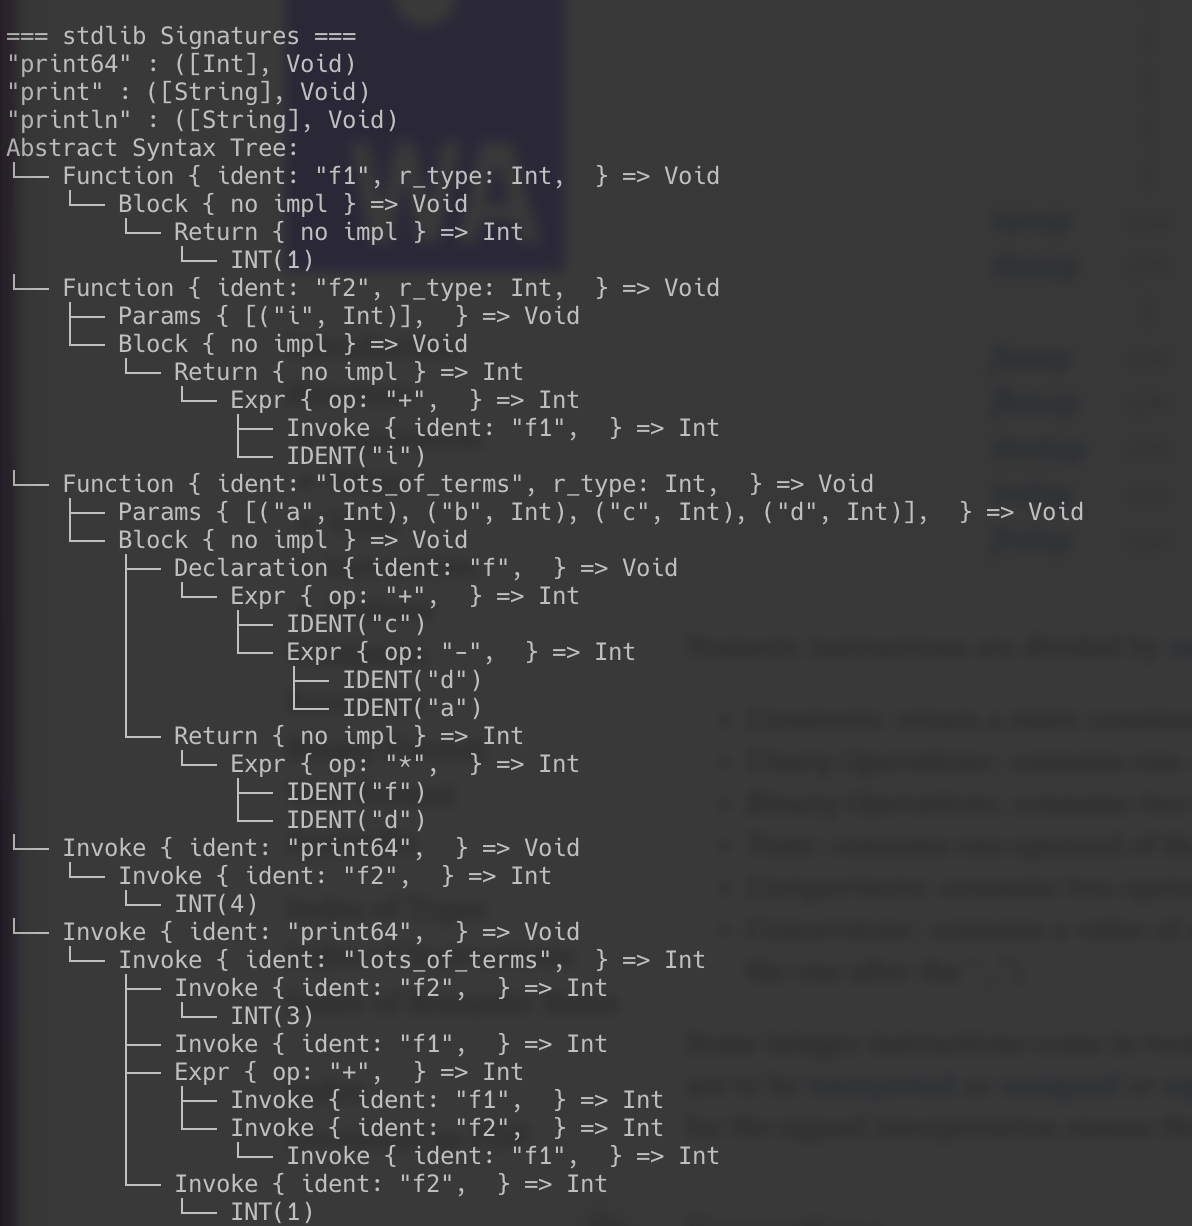 === stdlib Signatures ===
"print64" : ([Int], Void)
"print" : ([String], Void)
"println" : ([String], Void)
Abstract Syntax Tree:
└── Function { ident: "f1", r_type: Int,  } => Void
    └── Block { no impl } => Void
        └── Return { no impl } => Int
            └── INT(1)
└── Function { ident: "f2", r_type: Int,  } => Void
    ├── Params { [("i", Int)],  } => Void
    └── Block { no impl } => Void
        └── Return { no impl } => Int
            └── Expr { op: "+",  } => Int
                ├── Invoke { ident: "f1",  } => Int
                └── IDENT("i")
└── Function { ident: "lots_of_terms", r_type: Int,  } => Void
    ├── Params { [("a", Int), ("b", Int), ("c", Int), ("d", Int)],  } => Void
    └── Block { no impl } => Void
        ├── Declaration { ident: "f",  } => Void
        │   └── Expr { op: "+",  } => Int
        │       ├── IDENT("c")
        │       └── Expr { op: "-",  } => Int
        │           ├── IDENT("d")
        │           └── IDENT("a")
        └── Return { no impl } => Int
            └── Expr { op: "*",  } => Int
                ├── IDENT("f")
                └── IDENT("d")
└── Invoke { ident: "print64",  } => Void
    └── Invoke { ident: "f2",  } => Int
        └── INT(4)
└── Invoke { ident: "print64",  } => Void
    └── Invoke { ident: "lots_of_terms",  } => Int
        ├── Invoke { ident: "f2",  } => Int
        │   └── INT(3)
        ├── Invoke { ident: "f1",  } => Int
        ├── Expr { op: "+",  } => Int
        │   ├── Invoke { ident: "f1",  } => Int
        │   └── Invoke { ident: "f2",  } => Int
        │       └── Invoke { ident: "f1",  } => Int
        └── Invoke { ident: "f2",  } => Int
            └── INT(1)
WA